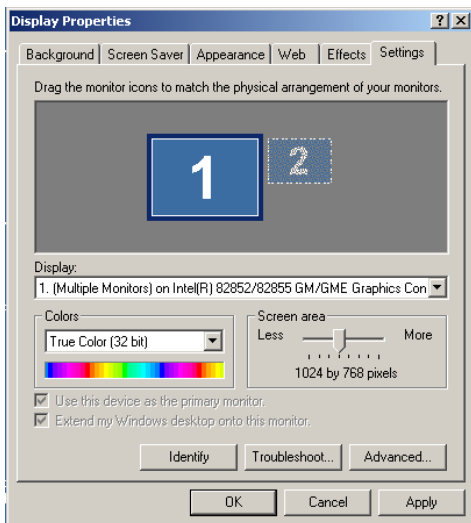 Display Properties
Background Screen Saver Appearance Web Effects Settings
Drag the monitor icons to match the physical arrangement of your monitors.
1 2
Display:
1. (Multiple Monitors) on Intel(R) 82852/82855 GM/GME Graphics Con
Colors Screen area
Less More
True Color (32 bit)
1024 by 768 pixels
Use this device as the primary monitor.
Extend my Windows desktop onto this monitor.
Identify Troubleshoot... Advanced...
OK Cancel Apply